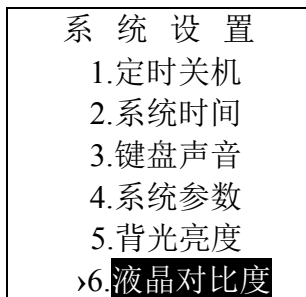 系 统 设 置
1.定时关机
2.系统时间
3.键盘声音
4.系统参数
5.背光亮度
›6.液晶对比度